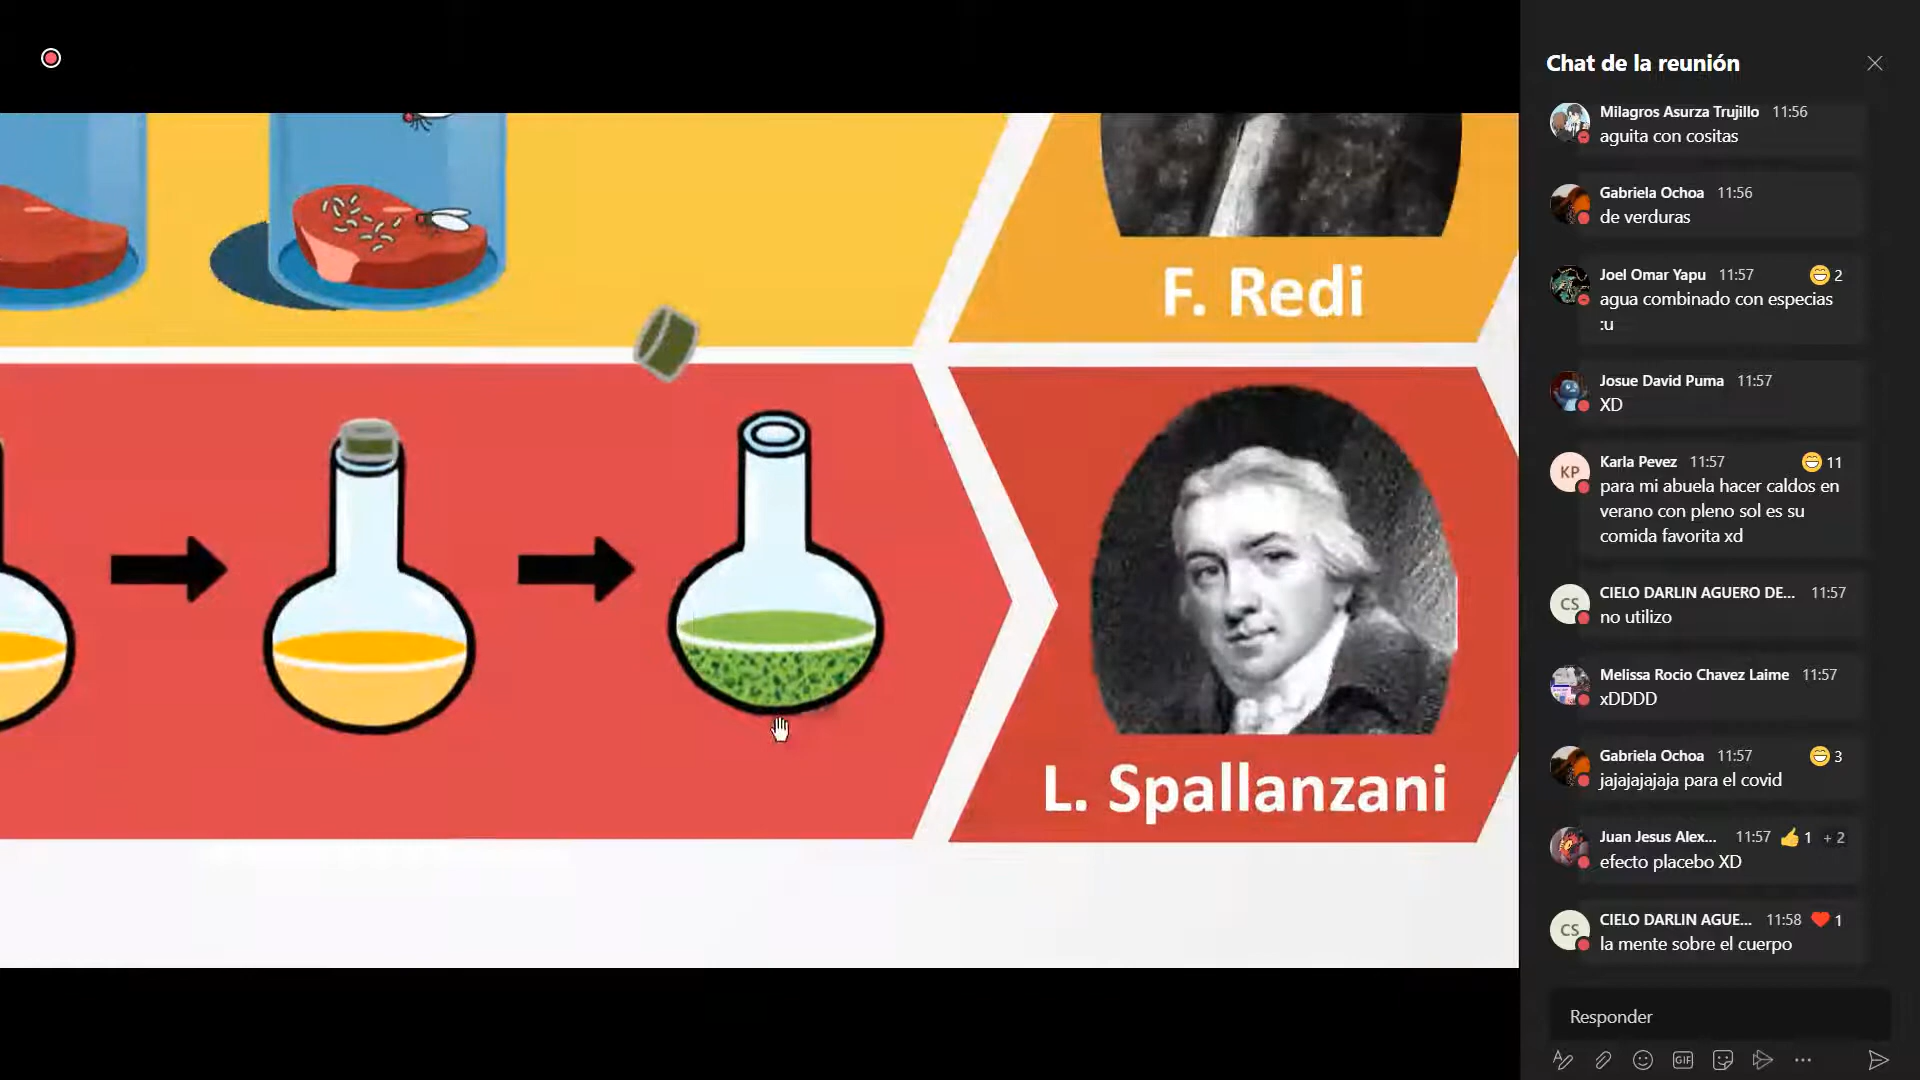 F. Redi
L. Spallanzani
Chat de la reunión
Milagros Asurza Trujillo 11:56
aguita con cositas
Gabriela Ochoa 11:56
de verduras
Joel Omar Yapu 11:57 2
agua combinado con especias
:u
Josue David Puma 11:57
XD
KP
Karla Pevez 11:57 11
para mi abuela hacer caldos en
verano con pleno sol es su
comida favorita xd
CS
CIELO DARLIN AGUERO DE... 11:57
no utilizo
Melissa Rocio Chavez Laime 11:57
xDDDD
Gabriela Ochoa 11:57 3
jajajajajaja para el covid
Juan Jesus Alex... 11:57 1 + 2
efecto placebo XD
CS
CIELO DARLIN AGUE... 11:58 1
la mente sobre el cuerpo
Responder
GIF